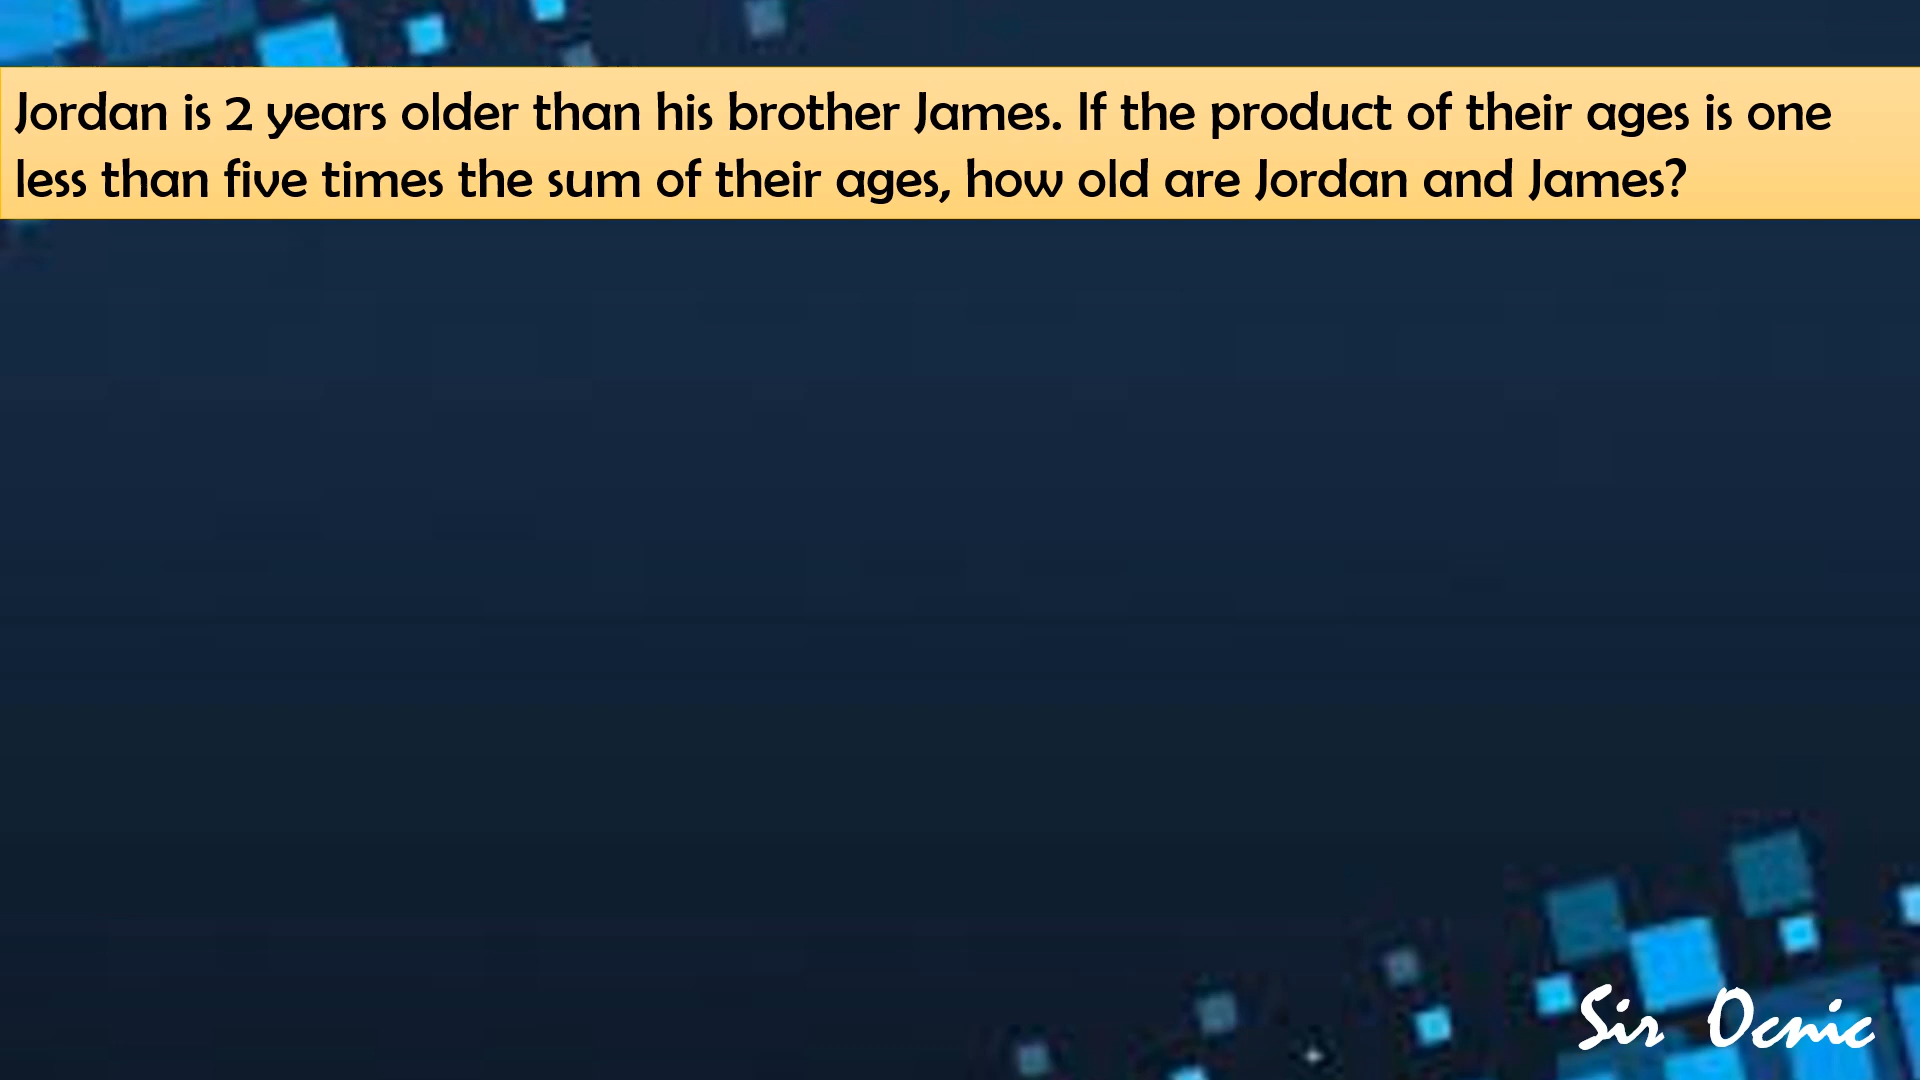 Jordan is 2 years older than his brother James. If the product of their ages is one
less than five times the sum of their ages, how old are Jordan and James?
Sir Ocnic